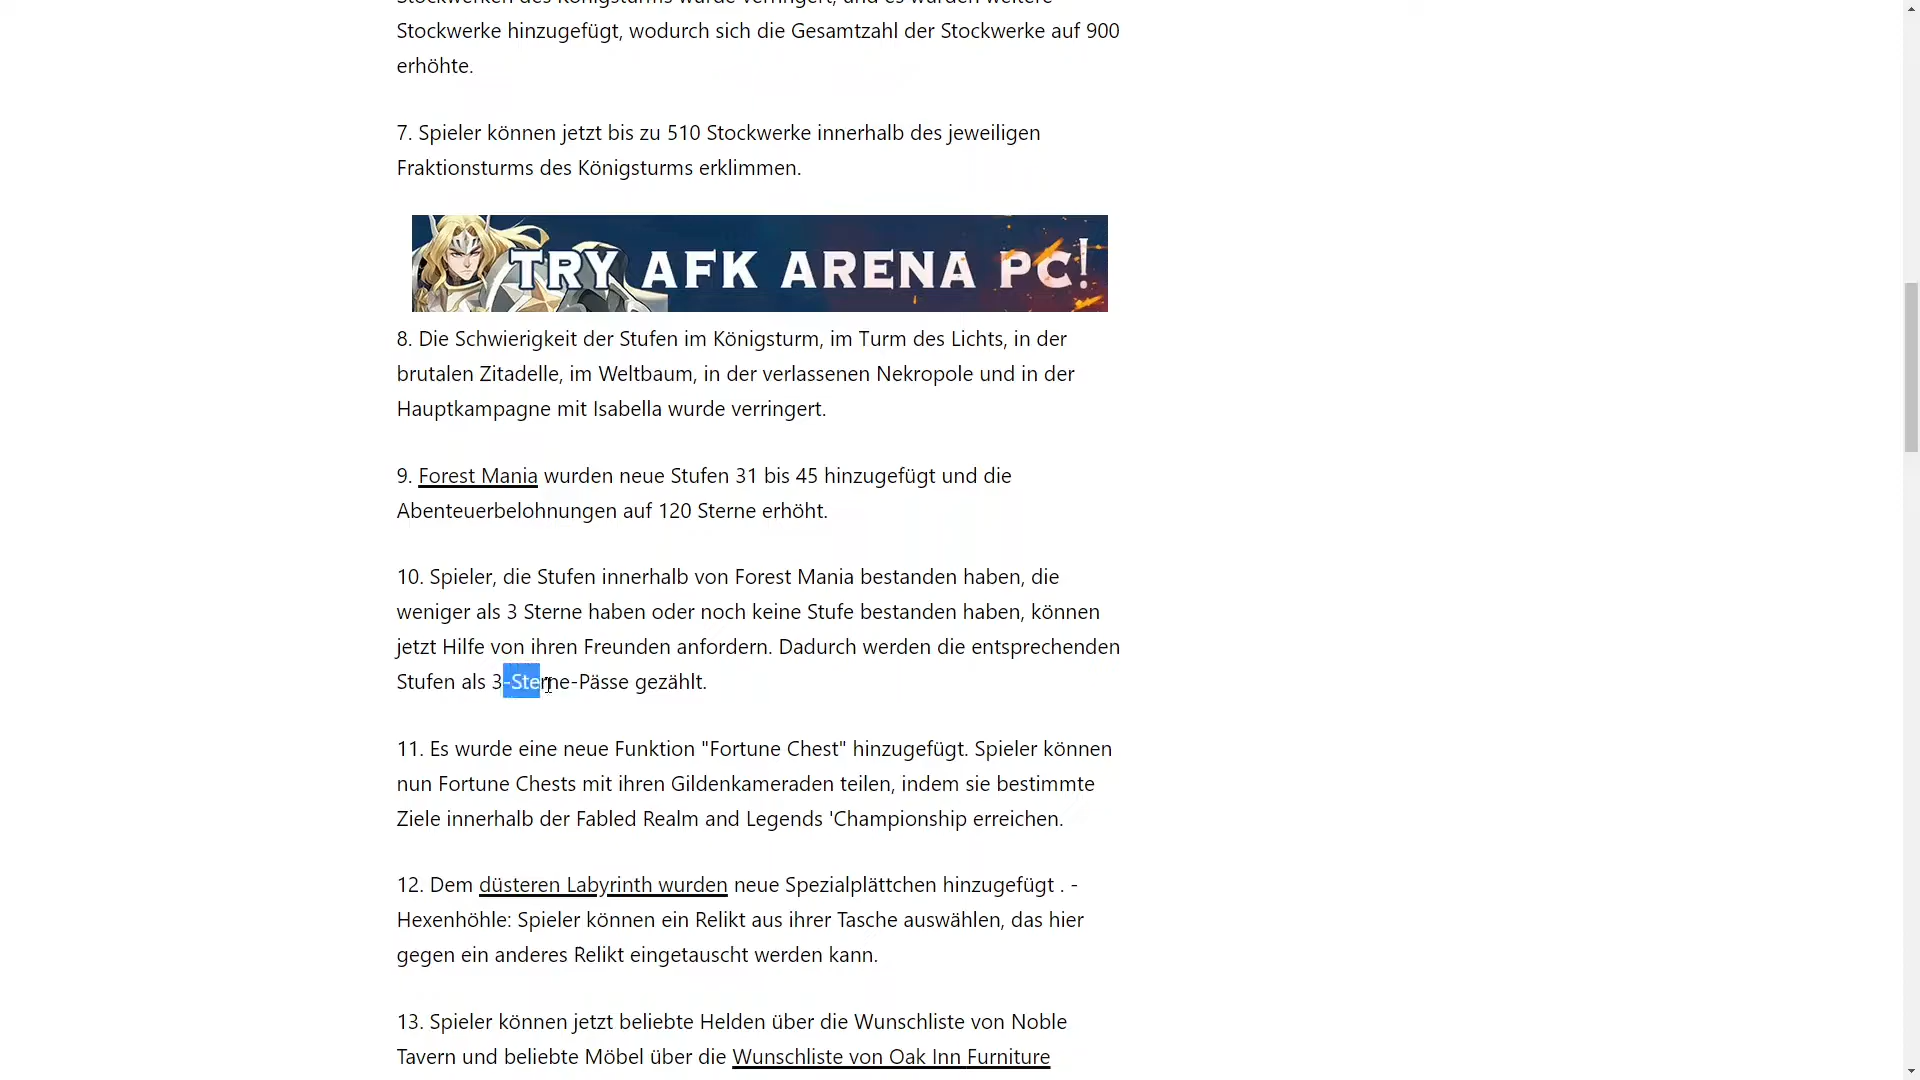 Stockwerken des Königsturms wurde verringert, und es wurden weitere
Stockwerke hinzugefügt, wodurch sich die Gesamtzahl der Stockwerke auf 900
erhöhte.
7. Spieler können jetzt bis zu 510 Stockwerke innerhalb des jeweiligen
Fraktionsturms des Königsturms erklimmen.
TRY AFK ARENA PC!
8. Die Schwierigkeit der Stufen im Königsturm, im Turm des Lichts, in der
brutalen Zitadelle, im Weltbaum, in der verlassenen Nekropole und in der
Hauptkampagne mit Isabella wurde verringert.
9. Forest Mania wurden neue Stufen 31 bis 45 hinzugefügt und die
Abenteuerbelohnungen auf 120 Sterne erhöht.
10. Spieler, die Stufen innerhalb von Forest Mania bestanden haben, die
weniger als 3 Sterne haben oder noch keine Stufe bestanden haben, können
jetzt Hilfe von ihren Freunden anfordern. Dadurch werden die entsprechenden
Stufen als 3-Sterne-Pässe gezählt.
11. Es wurde eine neue Funktion "Fortune Chest" hinzugefügt. Spieler können
nun Fortune Chests mit ihren Gildenkameraden teilen, indem sie bestimmte
Ziele innerhalb der Fabled Realm and Legends 'Championship erreichen.
12. Dem düsteren Labyrinth wurden neue Spezialplättchen hinzugefügt . -
Hexenhöhle: Spieler können ein Relikt aus ihrer Tasche auswählen, das hier
gegen ein anderes Relikt eingetauscht werden kann.
13. Spieler können jetzt beliebte Helden über die Wunschliste von Noble
Tavern und beliebte Möbel über die Wunschliste von Oak Inn Furniture